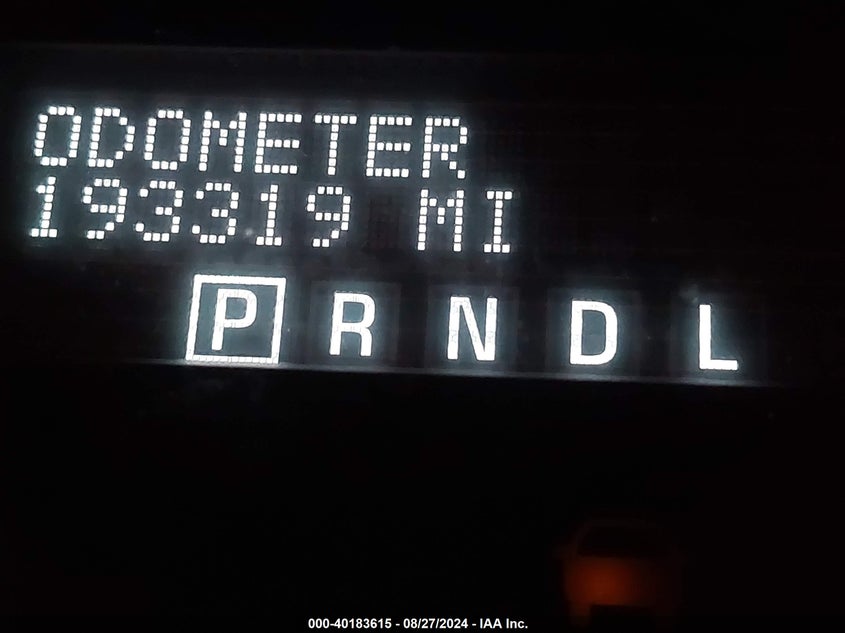 ODOMETER
193319 MI
P R N D L
000-40183615 - 08/27/2024 - IAA Inc.